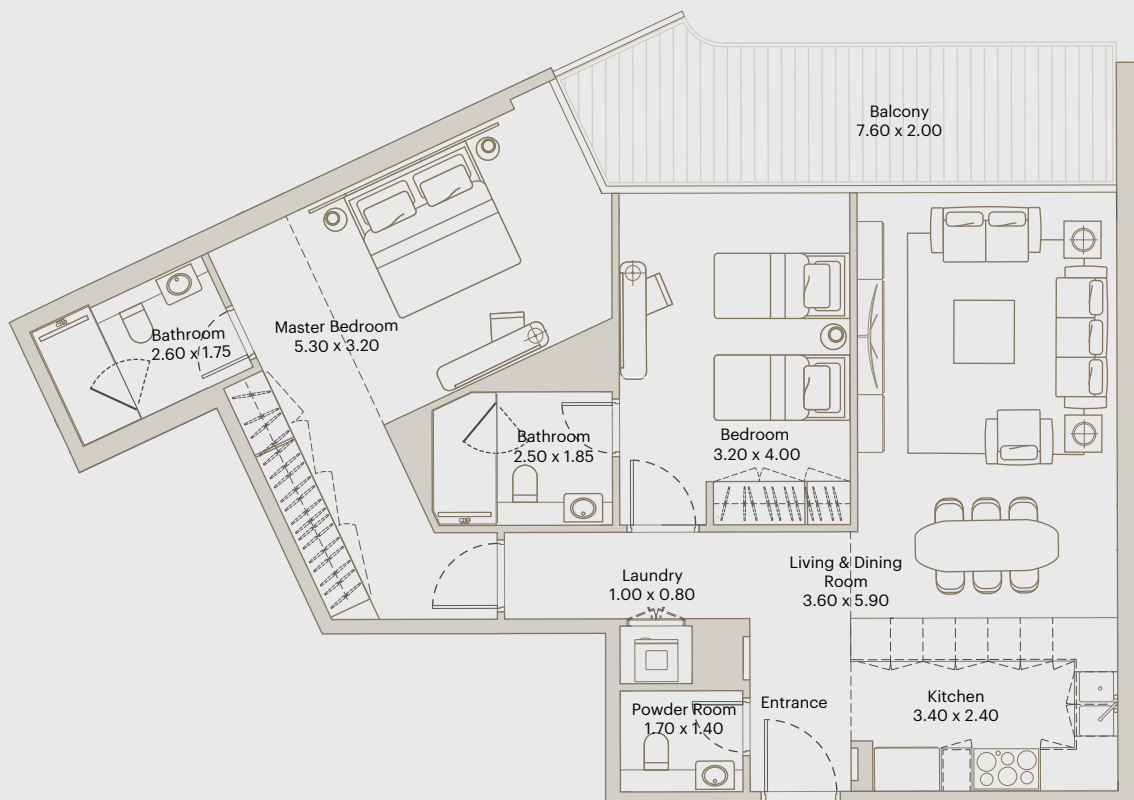 Balcony
7.60 x 2.00
Bathroom
2.60 x 1.75
Master Bedroom
5.30 x 3.20
Bathroom
2.50 x 1.85
Bedroom
3.20 x 4.00
Living & Dining
Room
3.60 x 5.90
Laundry
1.00 x 0.80
Powder Room
1.70 x 1.40
Entrance
Kitchen
3.40 x 2.40